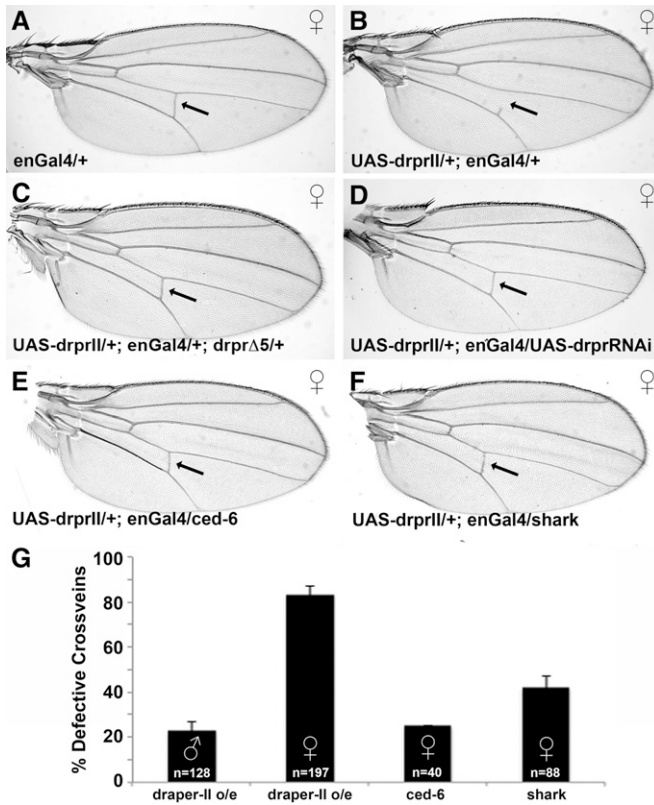 A ♀
enGal4/+
B ♀
UAS-drprII/+; enGal4/+
C ♀
UAS-drprII/+; enGal4/+; drprΔ5/+
D ♀
UAS-drprII/+; enGal4/UAS-drprRNAi
E ♀
UAS-drprII/+; enGal4/ced-6
F ♀
UAS-drprII/+; enGal4/shark
G
% Defective Crossveins
100
80
60
40
20
0
♂ ♀ ♀ ♀
n=128 n=197 n=40 n=88
draper-II o/e draper-II o/e ced-6 shark